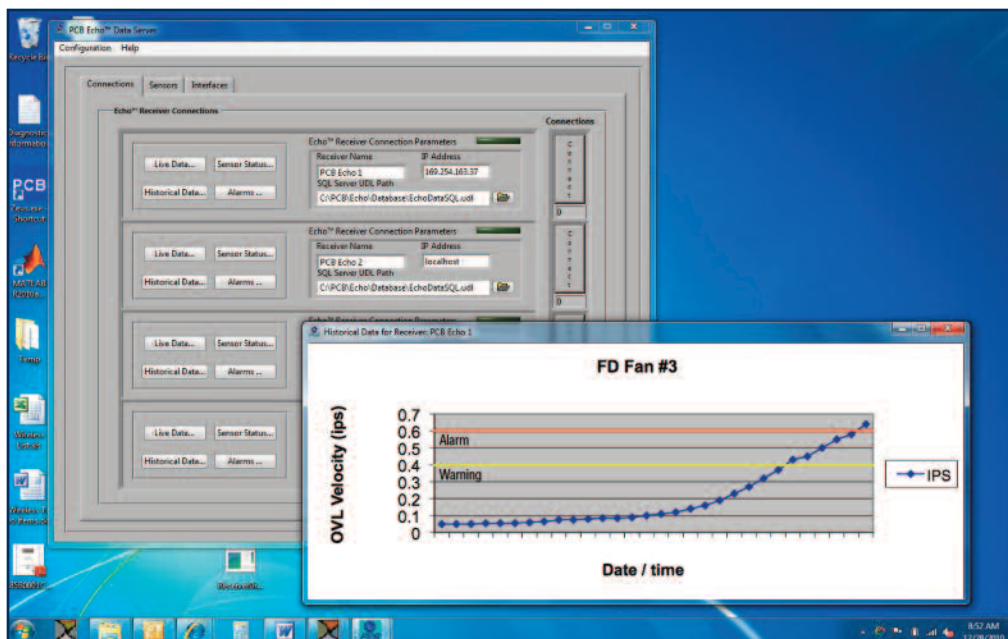 Recycle Bin
PCB
MATLAB
Temp
PCB Echo™ Data Server
Configuration Help
Connections Sensors Interfaces
Echo™ Receiver Connections
Connections
Live Data... Sensor Status...
Historical Data... Alarms ...
Echo™ Receiver Connection Parameters
Receiver Name IP Address
PCB Echo 1 169.254.163.37
SQL Server UDL Path
C:\PCB\Echo\Database\EchoDataSQL.udl
Connect
0
Live Data... Sensor Status...
Historical Data... Alarms ...
Echo™ Receiver Connection Parameters
Receiver Name IP Address
PCB Echo 2 localhost
SQL Server UDL Path
C:\PCB\Echo\Database\EchoDataSQL.udl
Connect
0
Live Data... Sensor Status...
Historical Data... Alarms ...
Live Data... Sensor Status...
Historical Data... Alarms ...
Historical Data for Receiver: PCB Echo 1
FD Fan #3
OVL Velocity (ips)
0.7
0.6
Alarm
0.5
0.4
Warning
0.3
0.2
0.1
0
IPS
Date / time
8:52 AM